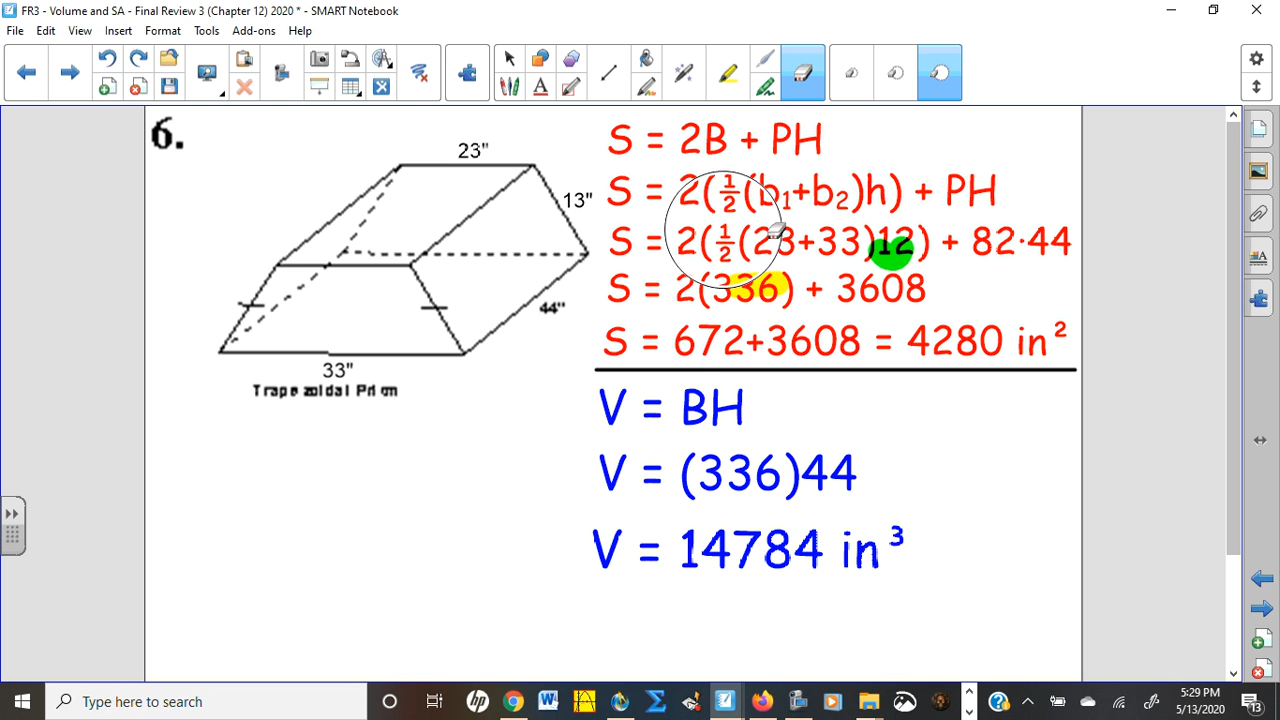 FR3 - Volume and SA - Final Review 3 (Chapter 12) 2020 * - SMART Notebook
File Edit View Insert Format Tools Add-ons Help
6.
23"
13"
44"
33"
Trapezoidal Prism
S = 2B + PH
S = 2(½(b₁+b₂)h) + PH
S = 2(½(23+33)12) + 82·44
S = 2(336) + 3608
S = 672+3608 = 4280 in²
V = BH
V = (336)44
V = 14784 in³
Type here to search
5:29 PM
5/13/2020
13